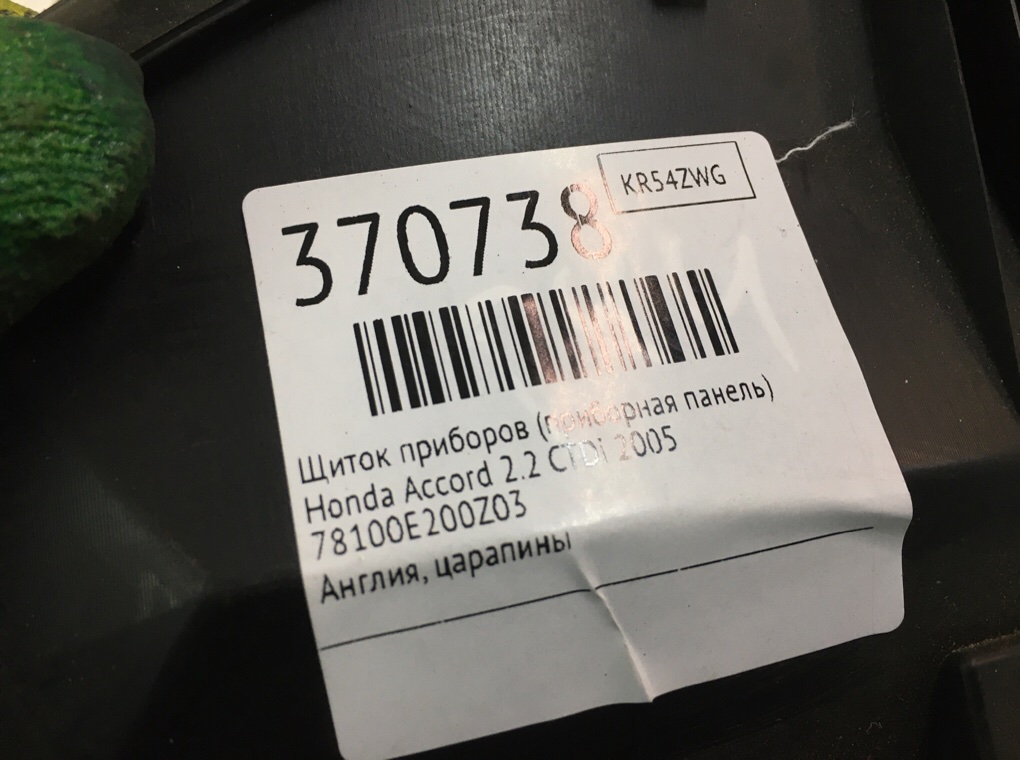 370738
KR54ZWG
Щиток приборов (приборная панель)
Honda Accord 2.2 CTDi 2005
78100E200Z03
Англия, царапины